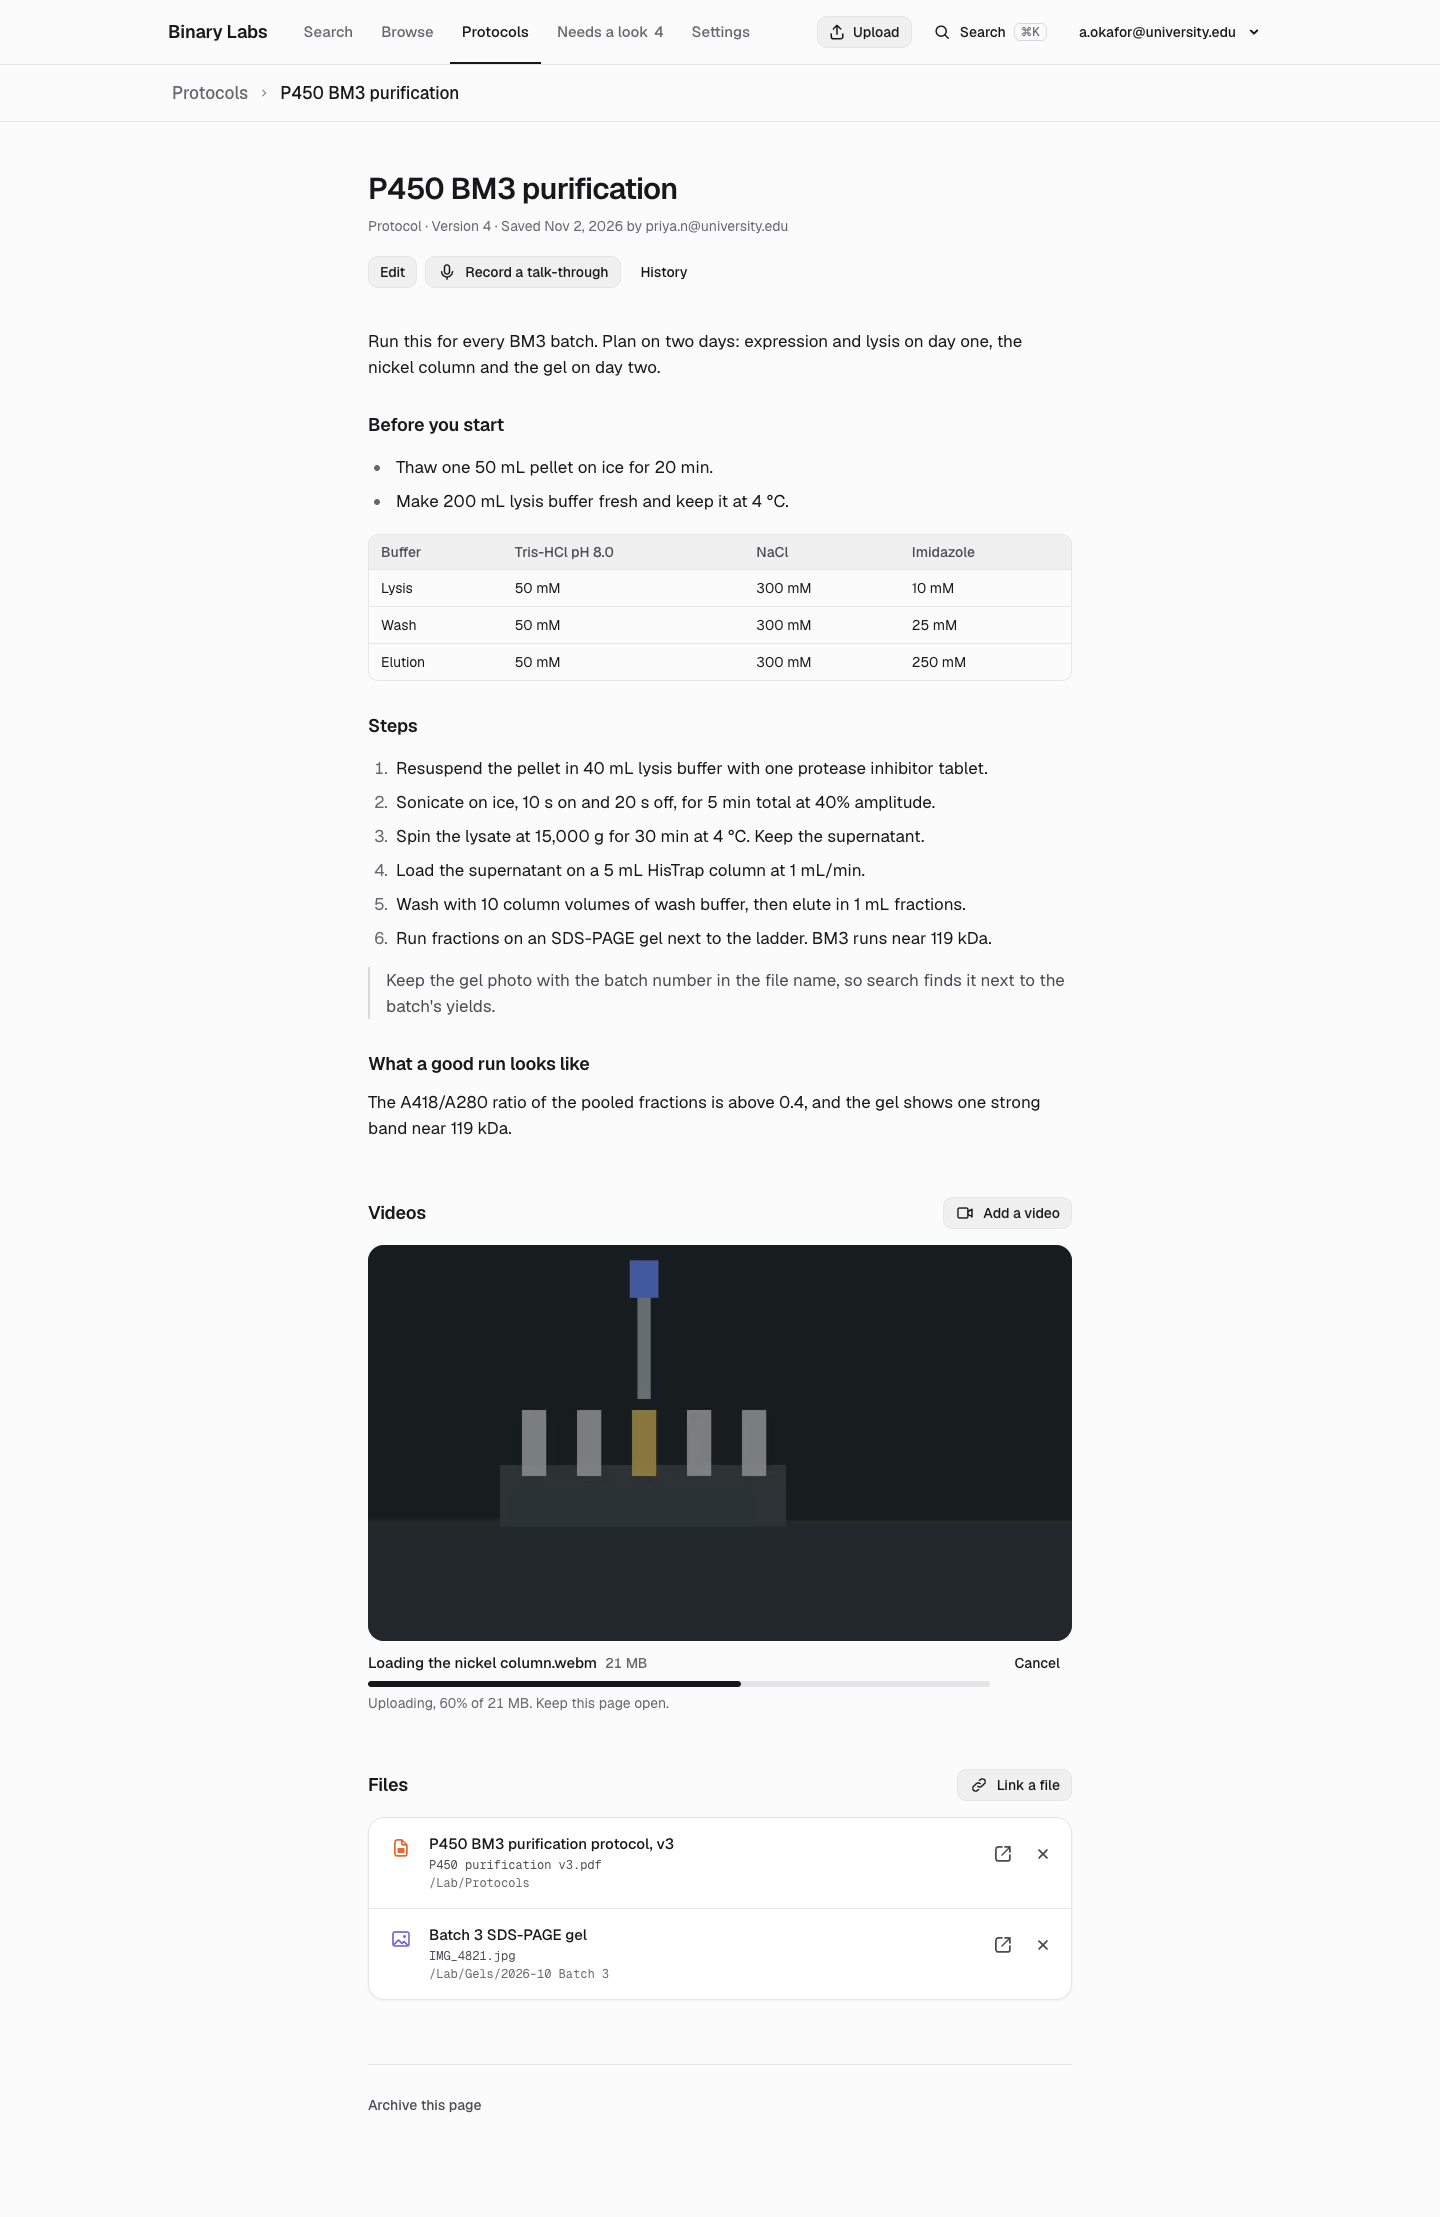 Binary Labs Search Browse Protocols Needs a look 4 Settings Upload Search ⌘K a.okafor@university.edu
Protocols › P450 BM3 purification
P450 BM3 purification
Protocol · Version 4 · Saved Nov 2, 2026 by priya.n@university.edu
Edit Record a talk-through History
Run this for every BM3 batch. Plan on two days: expression and lysis on day one, the
nickel column and the gel on day two.
Before you start
• Thaw one 50 mL pellet on ice for 20 min.
• Make 200 mL lysis buffer fresh and keep it at 4 °C.
Buffer Tris-HCl pH 8.0 NaCl Imidazole
Lysis 50 mM 300 mM 10 mM
Wash 50 mM 300 mM 25 mM
Elution 50 mM 300 mM 250 mM
Steps
1. Resuspend the pellet in 40 mL lysis buffer with one protease inhibitor tablet.
2. Sonicate on ice, 10 s on and 20 s off, for 5 min total at 40% amplitude.
3. Spin the lysate at 15,000 g for 30 min at 4 °C. Keep the supernatant.
4. Load the supernatant on a 5 mL HisTrap column at 1 mL/min.
5. Wash with 10 column volumes of wash buffer, then elute in 1 mL fractions.
6. Run fractions on an SDS-PAGE gel next to the ladder. BM3 runs near 119 kDa.
Keep the gel photo with the batch number in the file name, so search finds it next to the
batch's yields.
What a good run looks like
The A418/A280 ratio of the pooled fractions is above 0.4, and the gel shows one strong
band near 119 kDa.
Videos Add a video
Loading the nickel column.webm 21 MB Cancel
Uploading, 60% of 21 MB. Keep this page open.
Files Link a file
P450 BM3 purification protocol, v3
P450 purification v3.pdf
/Lab/Protocols
Batch 3 SDS-PAGE gel
IMG_4821.jpg
/Lab/Gels/2026-10 Batch 3
Archive this page